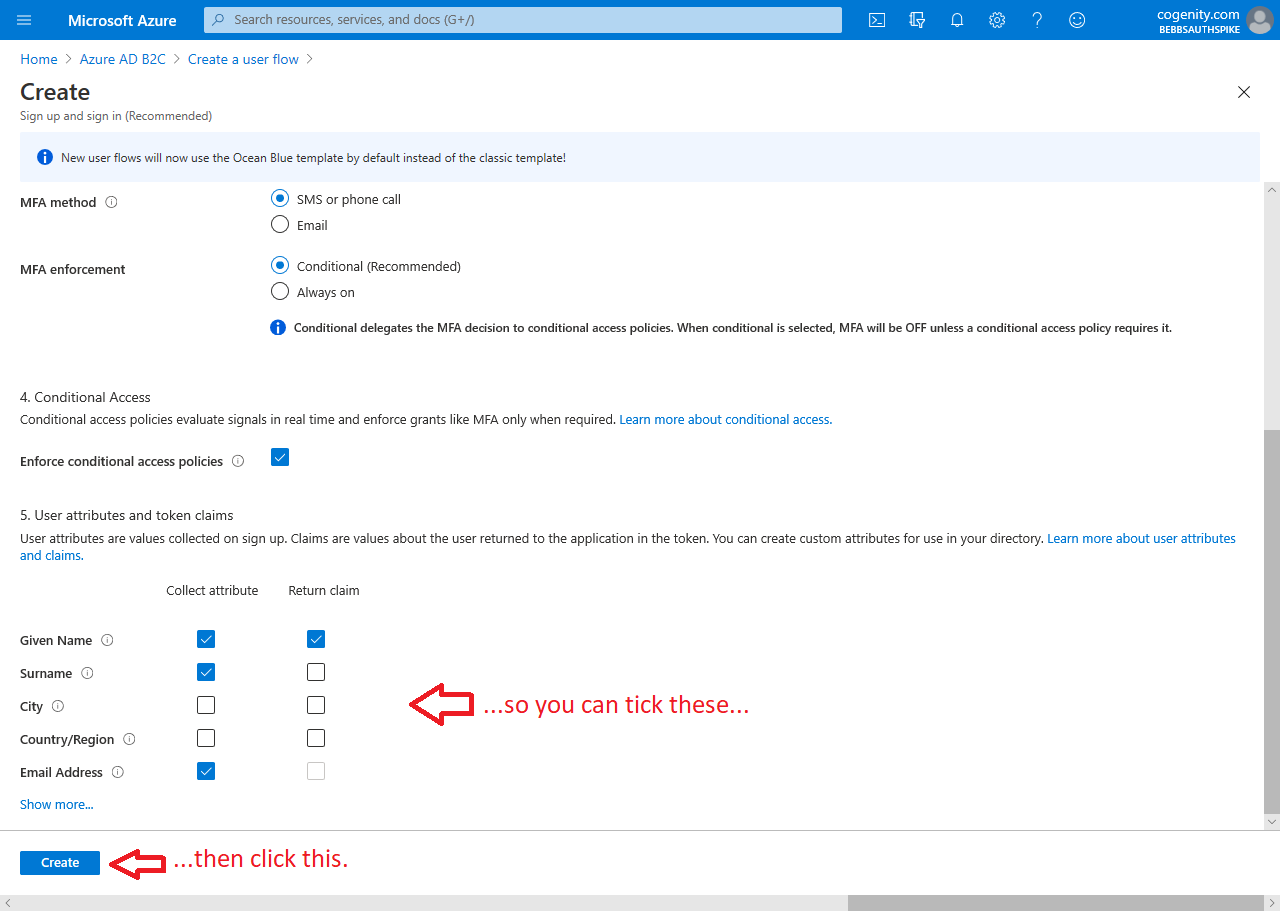 Microsoft Azure
Search resources, services, and docs (G+/)
cogenity.com
BEBBSAUTHSPIKE
Home > Azure AD B2C > Create a user flow >
Create
Sign up and sign in (Recommended)
New user flows will now use the Ocean Blue template by default instead of the classic template!
MFA method
SMS or phone call
Email
MFA enforcement
Conditional (Recommended)
Always on
Conditional delegates the MFA decision to conditional access policies. When conditional is selected, MFA will be OFF unless a conditional access policy requires it.
4. Conditional Access
Conditional access policies evaluate signals in real time and enforce grants like MFA only when required. Learn more about conditional access.
Enforce conditional access policies
5. User attributes and token claims
User attributes are values collected on sign up. Claims are values about the user returned to the application in the token. You can create custom attributes for use in your directory. Learn more about user attributes
and claims.
Collect attribute Return claim
Given Name
Surname
City
...so you can tick these...
Country/Region
Email Address
Show more...
Create
...then click this.